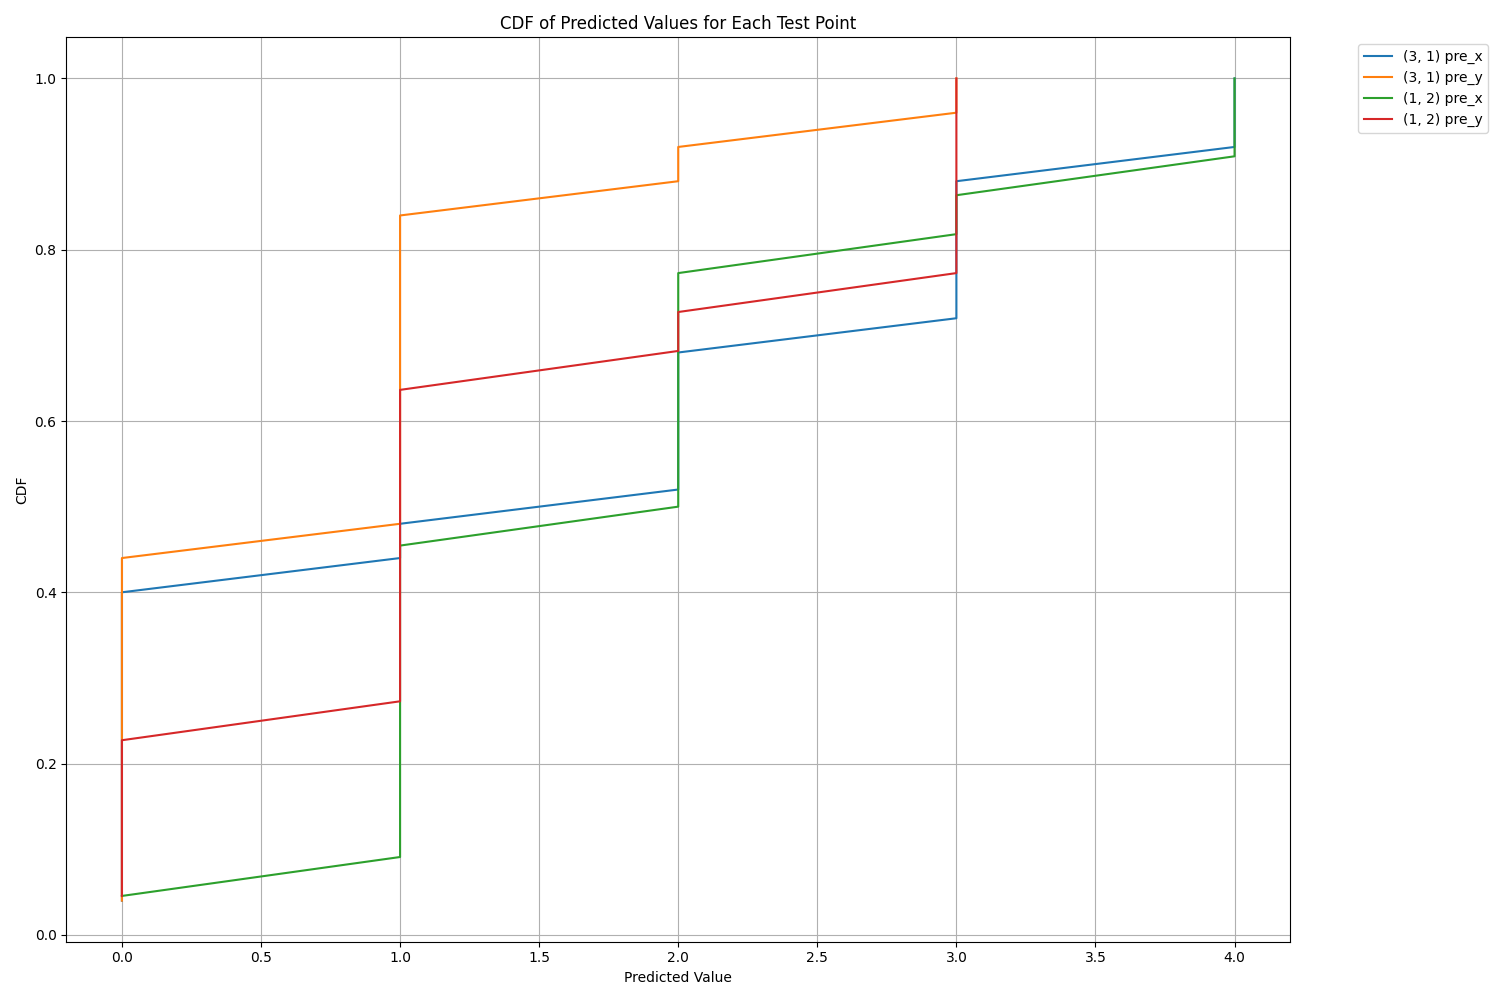 CDF of Predicted Values for Each Test Point
(3, 1) pre_x
(3, 1) pre_y
(1, 2) pre_x
(1, 2) pre_y
CDF
1.0
0.8
0.6
0.4
0.2
0.0
0.0 0.5 1.0 1.5 2.0 2.5 3.0 3.5 4.0
Predicted Value